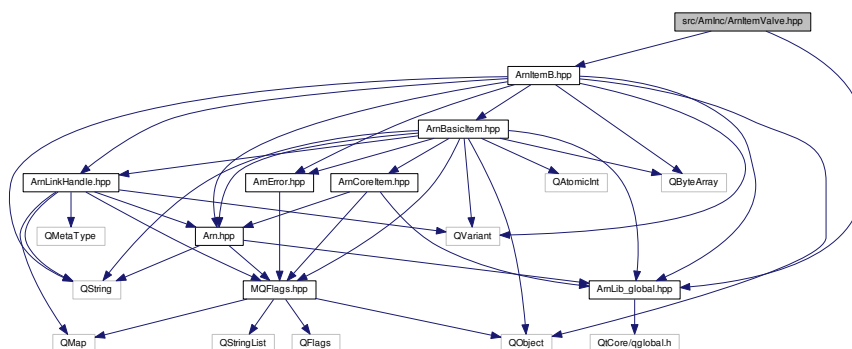 src/ArnInc/ArnItemValve.hpp
ArnItemB.hpp
ArnBasicItem.hpp
ArnLinkHandle.hpp
ArnError.hpp
ArnCoreItem.hpp
QAtomicInt
QByteArray
QMetaType
Arn.hpp
QVariant
QString
MQFlags.hpp
ArnLib_global.hpp
QMap
QStringList
QFlags
QObject
QtCore/qglobal.h